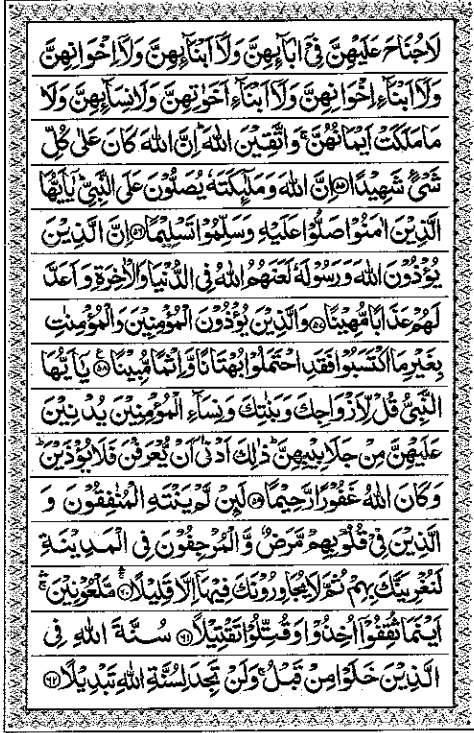 لَاجُنَاحَ عَلَيْهِنَّ فِيْۤ اٰبَآئِهِنَّ وَلَاۤ اَبْنَآئِهِنَّ وَلَاۤ اِخْوَانِهِنَّ
وَلَاۤ اَبْنَآءِ اِخْوَانِهِنَّ وَلَاۤ اَبْنَآءِ اَخَوٰتِهِنَّ وَلَا نِسَآئِهِنَّ وَلَا
مَا مَلَكَتْ اَيْمَانُهُنَّ ۚ وَاتَّقِيْنَ اللّٰهَ ؕ اِنَّ اللّٰهَ كَانَ عَلٰى كُلِّ
شَيْءٍ شَهِيْدًا ﴿۵۵﴾ اِنَّ اللّٰهَ وَمَلٰٓئِكَتَهٗ يُصَلُّوْنَ عَلَى النَّبِيِّ ؕ يٰۤاَيُّهَا
الَّذِيْنَ اٰمَنُوْا صَلُّوْا عَلَيْهِ وَسَلِّمُوْا تَسْلِيْمًا ﴿۵۶﴾ اِنَّ الَّذِيْنَ
يُؤْذُوْنَ اللّٰهَ وَرَسُوْلَهٗ لَعَنَهُمُ اللّٰهُ فِي الدُّنْيَا وَالْاٰخِرَةِ وَاَعَدَّ
لَهُمْ عَذَابًا مُّهِيْنًا ﴿۵۷﴾ وَالَّذِيْنَ يُؤْذُوْنَ الْمُؤْمِنِيْنَ وَالْمُؤْمِنٰتِ
بِغَيْرِ مَا اكْتَسَبُوْا فَقَدِ احْتَمَلُوْا بُهْتَانًا وَّاِثْمًا مُّبِيْنًا ﴿۵۸﴾ يٰۤاَيُّهَا
النَّبِيُّ قُلْ لِّاَزْوَاجِكَ وَبَنٰتِكَ وَنِسَآءِ الْمُؤْمِنِيْنَ يُدْنِيْنَ
عَلَيْهِنَّ مِنْ جَلَابِيْبِهِنَّ ؕ ذٰلِكَ اَدْنٰۤى اَنْ يُّعْرَفْنَ فَلَا يُؤْذَيْنَ ؕ
وَكَانَ اللّٰهُ غَفُوْرًا رَّحِيْمًا ﴿۵۹﴾ لَئِنْ لَّمْ يَنْتَهِ الْمُنٰفِقُوْنَ وَ
الَّذِيْنَ فِيْ قُلُوْبِهِمْ مَّرَضٌ وَّالْمُرْجِفُوْنَ فِي الْمَدِيْنَةِ
لَنُغْرِيَنَّكَ بِهِمْ ثُمَّ لَا يُجَاوِرُوْنَكَ فِيْهَاۤ اِلَّا قَلِيْلًا ﴿۶۰﴾ مَّلْعُوْنِيْنَ ۚ
اَيْنَمَا ثُقِفُوْۤا اُخِذُوْا وَقُتِّلُوْا تَقْتِيْلًا ﴿۶۱﴾ سُنَّةَ اللّٰهِ فِي
الَّذِيْنَ خَلَوْا مِنْ قَبْلُ ۚ وَلَنْ تَجِدَ لِسُنَّةِ اللّٰهِ تَبْدِيْلًا ﴿۶۲﴾